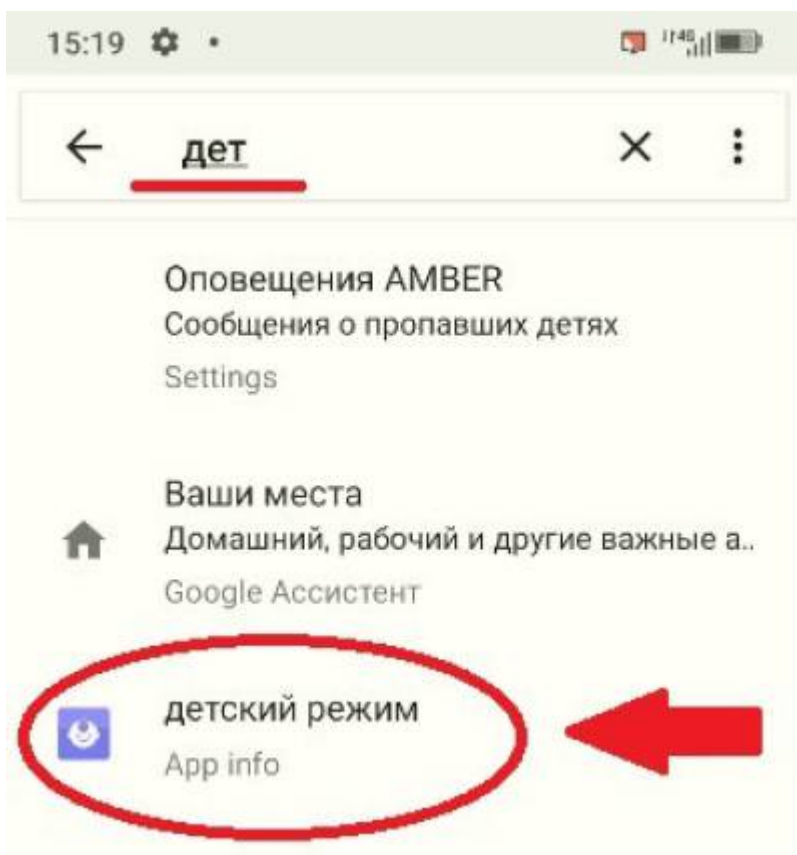 15:19
дет
Оповещения AMBER
Сообщения о пропавших детях
Settings
Ваши места
Домашний, рабочий и другие важные а..
Google Ассистент
детский режим
App info